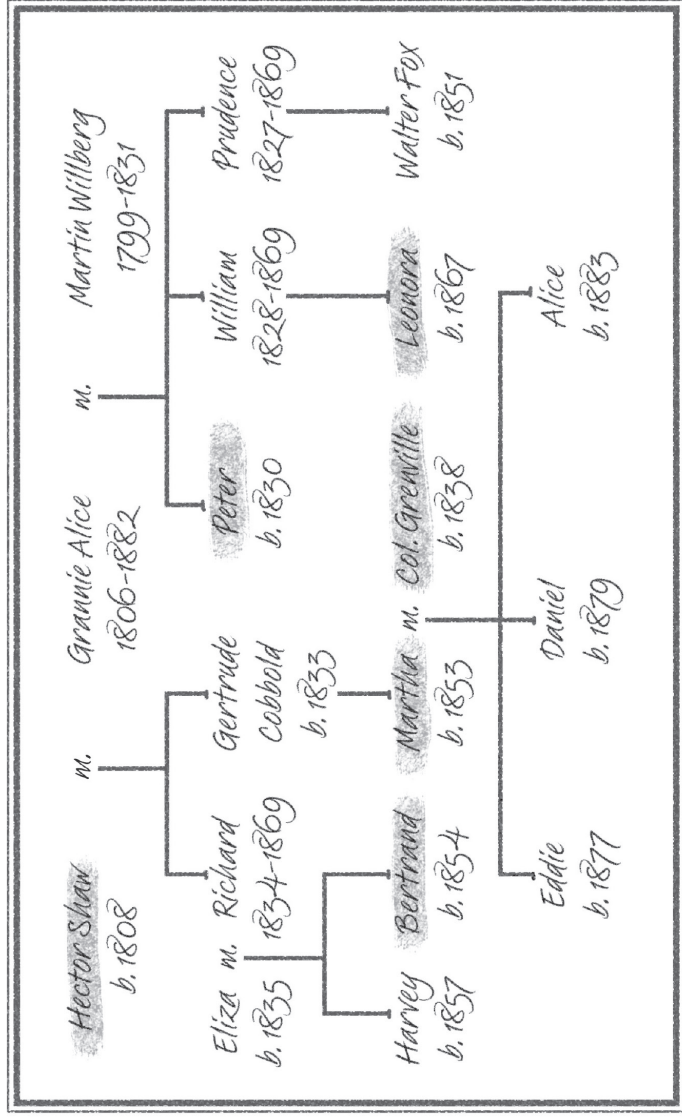 Hector Shaw
b. 1808
m.
Grannie Alice
1806-1882
m.
Martin Willberg
1799-1831
Eliza
b. 1835
m.
Richard
1834-1869
Gertrude
Cobbold
b. 1833
Peter
b. 1830
William
1828-1869
Prudence
1827-1869
Harvey
b. 1857
Bertrand
b. 1854
Martha
b. 1853
m.
Col. Grenville
b. 1838
Leonora
b. 1867
Walter Fox
b. 1851
Eddie
b. 1877
Daniel
b. 1879
Alice
b. 1883